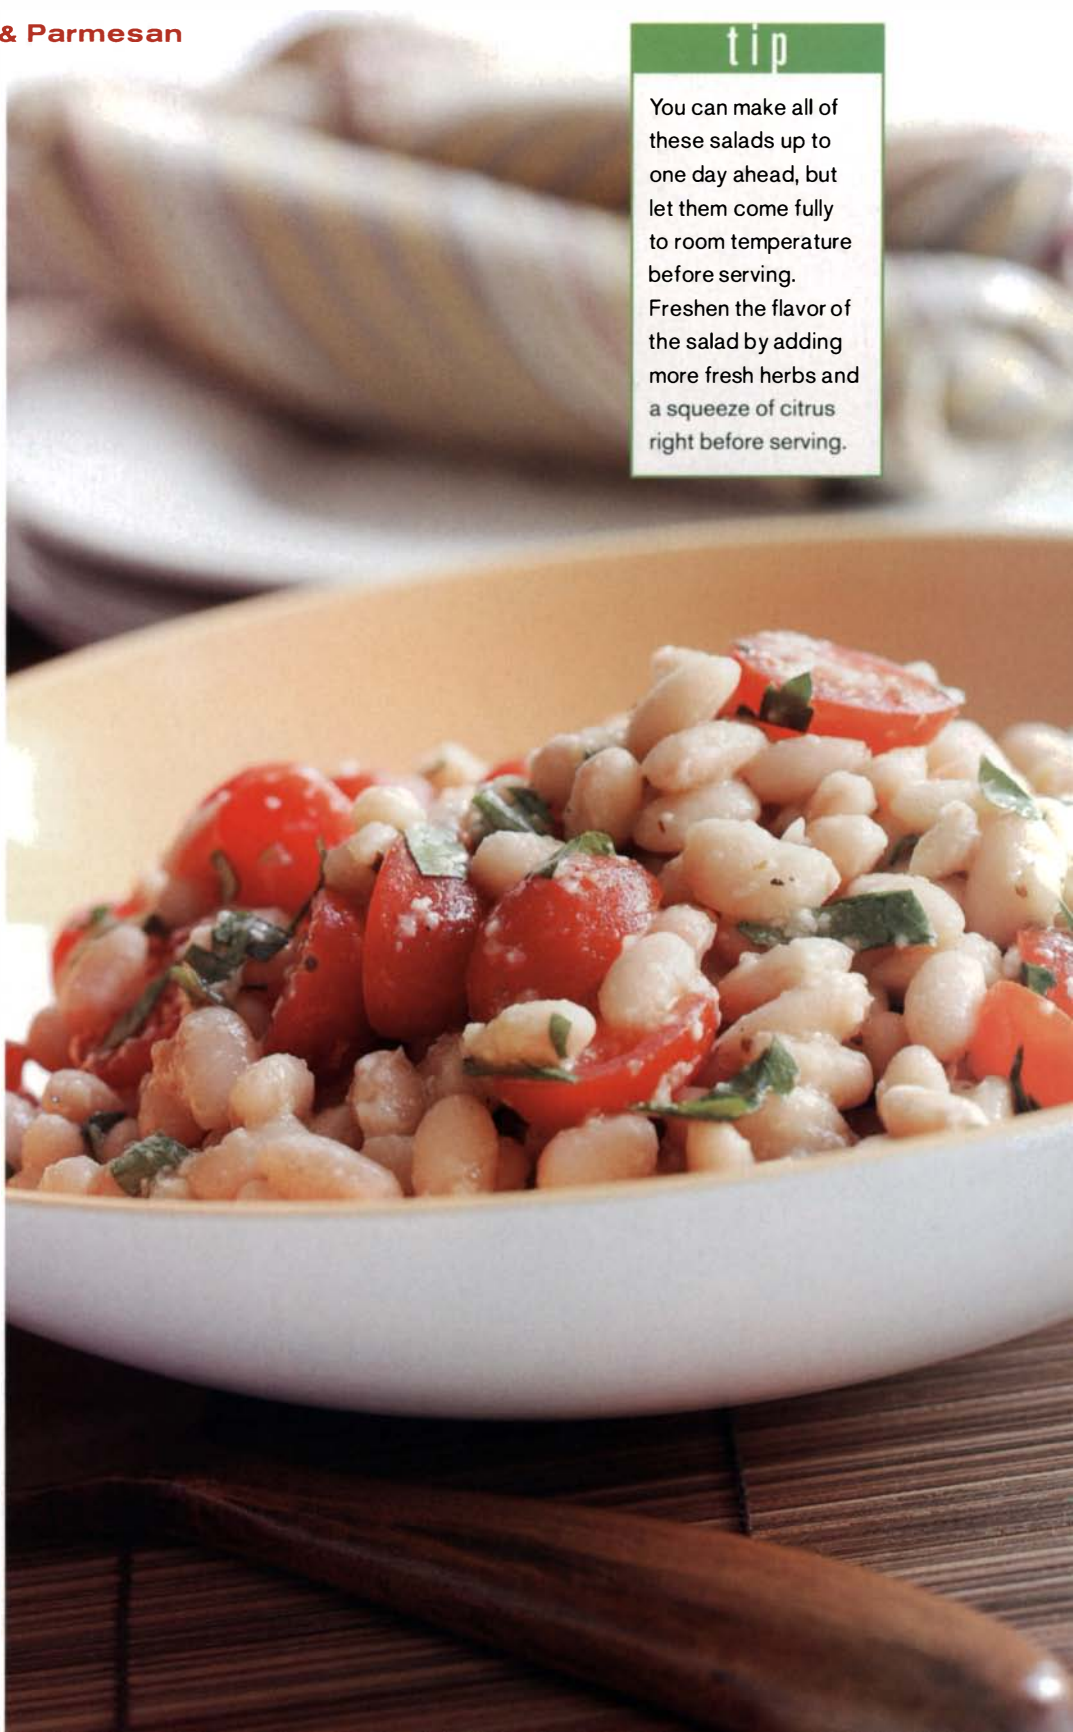 & Parmesan
tip
You can make all of
these salads up to
one day ahead, but
let them come fully
to room temperature
before serving.
Freshen the flavor of
the salad by adding
more fresh herbs and
a squeeze of citrus
right before serving.